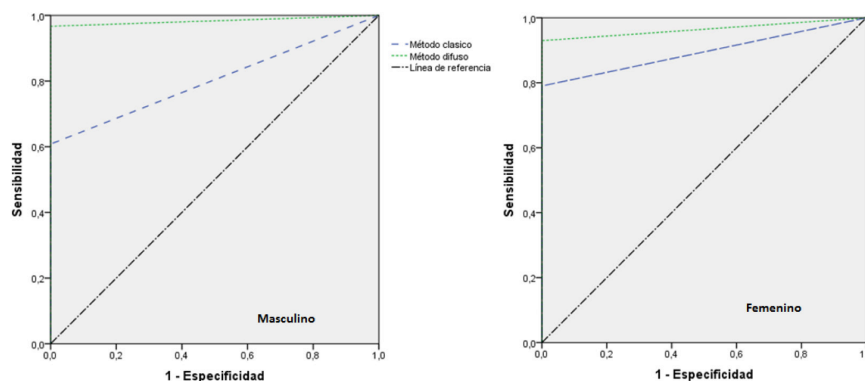 Sensibilidad
1,0
0,8
0,6
0,4
0,2
0,0
0,0 0,2 0,4 0,6 0,8 1,0
1 - Especificidad
Masculino
Método clasico
Método difuso
Línea de referencia
Sensibilidad
1,0
0,8
0,6
0,4
0,2
0,0
0,0 0,2 0,4 0,6 0,8
1 - Especificidad
Femenino